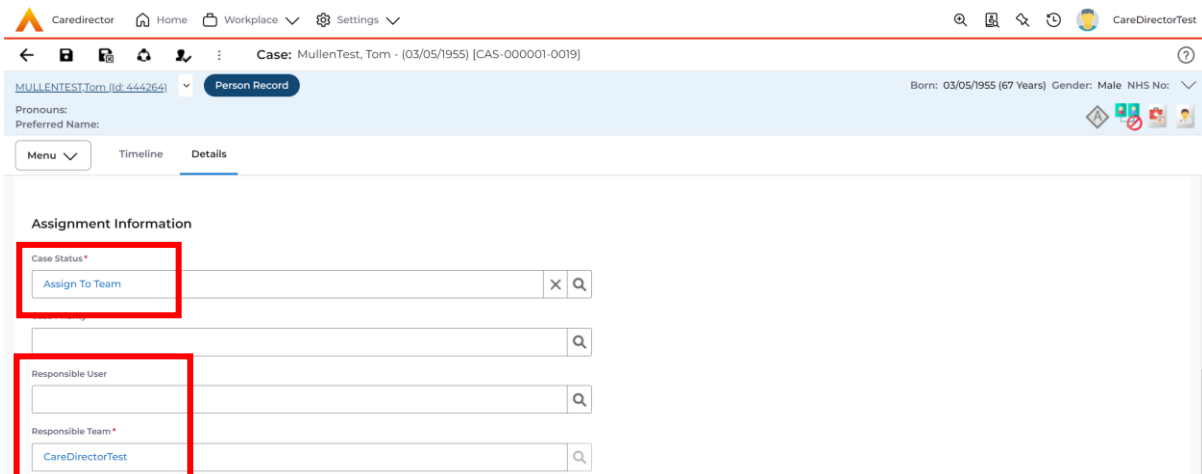 Caredirector Home Workplace Settings CareDirectorTest
Case: MullenTest, Tom - (03/05/1955) [CAS-000001-0019]
MULLENTEST,Tom (Id: 444264) Person Record Born: 03/05/1955 (67 Years) Gender: Male NHS No:
Pronouns:
Preferred Name:
Menu Timeline Details
Assignment Information
Case Status*
Assign To Team
Responsible User
Responsible Team*
CareDirectorTest